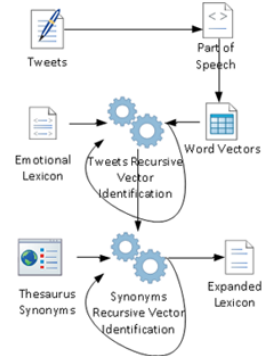 Tweets
Part of
Speech
Emotional
Lexicon
Tweets Recursive
Vector
Identification
Word Vectors
Thesaurus
Synonyms
Synonyms
Recursive Vector
Identification
Expanded
Lexicon